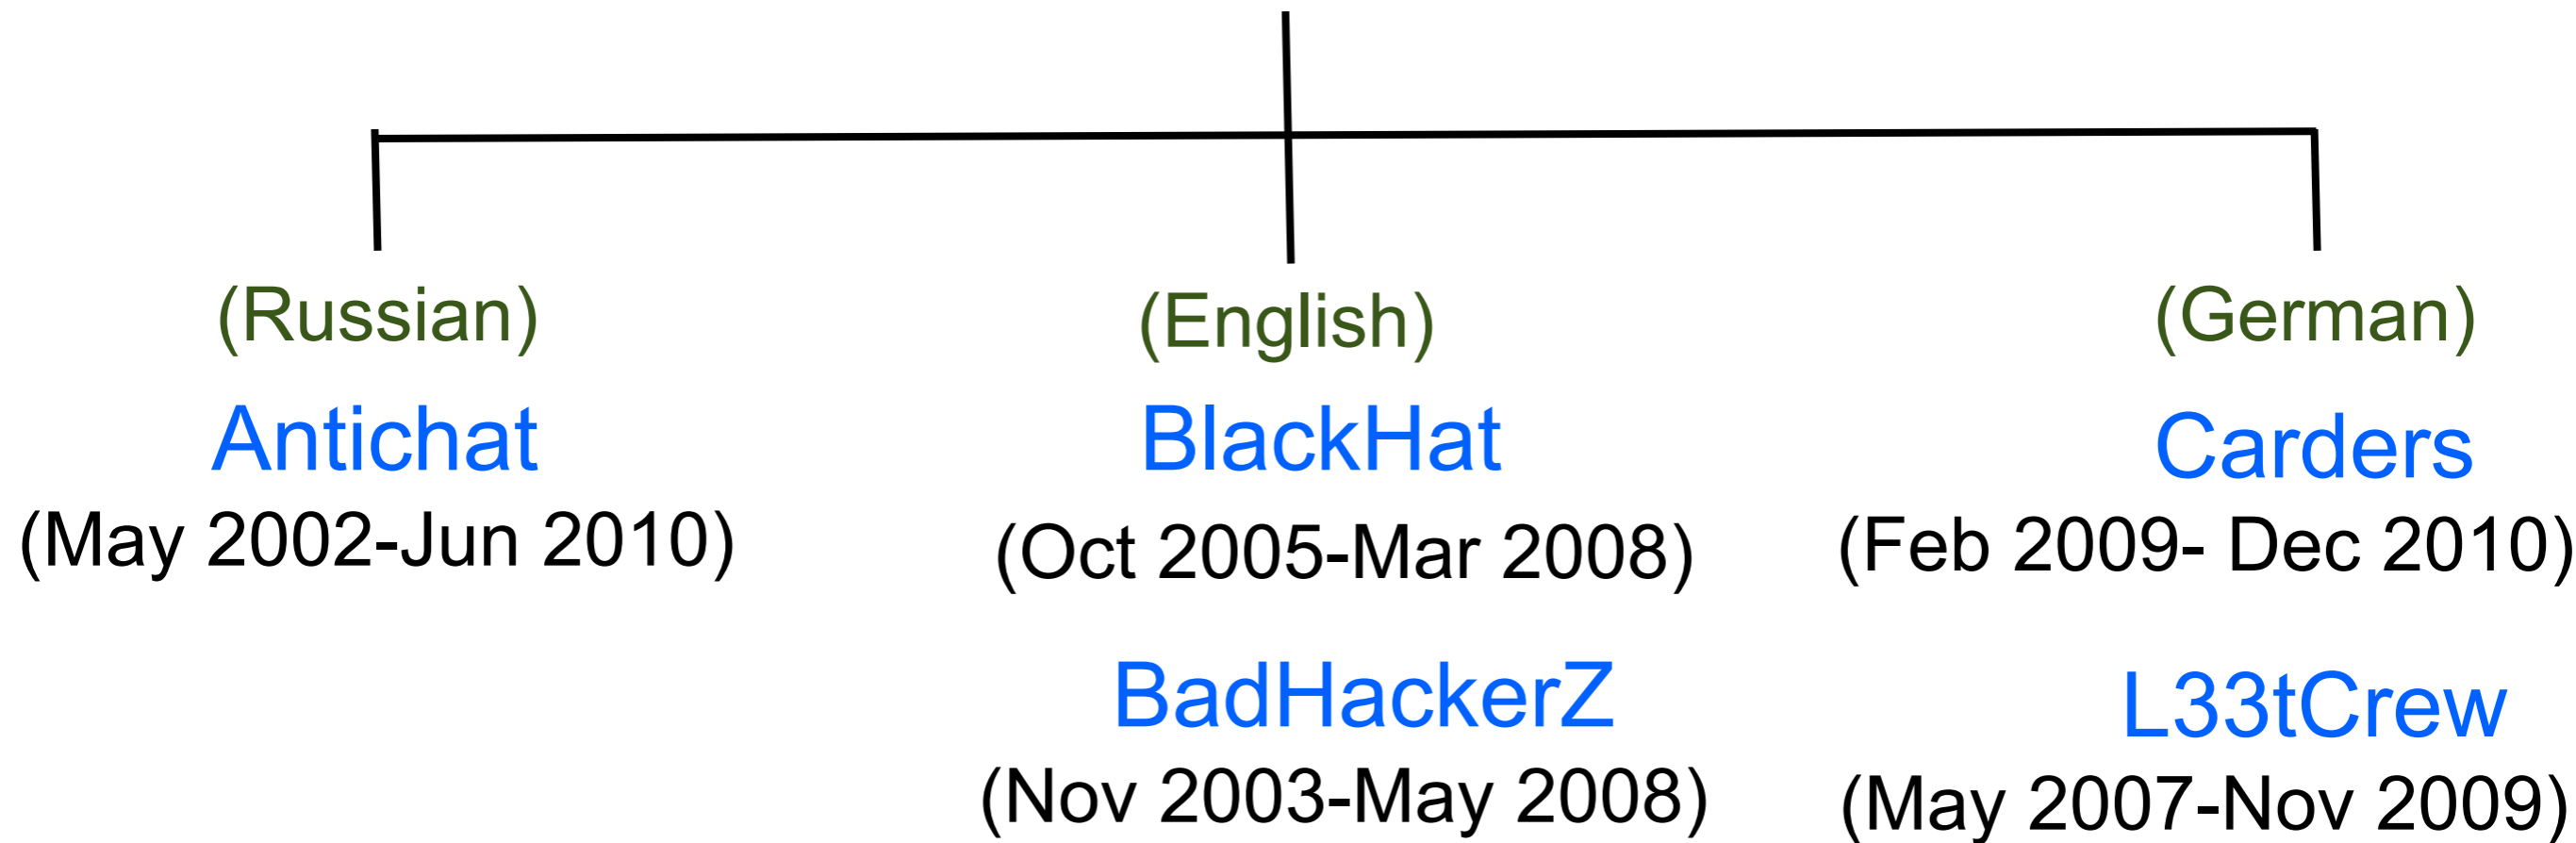 (Russian)
Antichat
(May 2002-Jun 2010)
(English)
BlackHat
(Oct 2005-Mar 2008)
BadHackerZ
(Nov 2003-May 2008)
(German)
Carders
(Feb 2009- Dec 2010)
L33tCrew
(May 2007-Nov 2009)